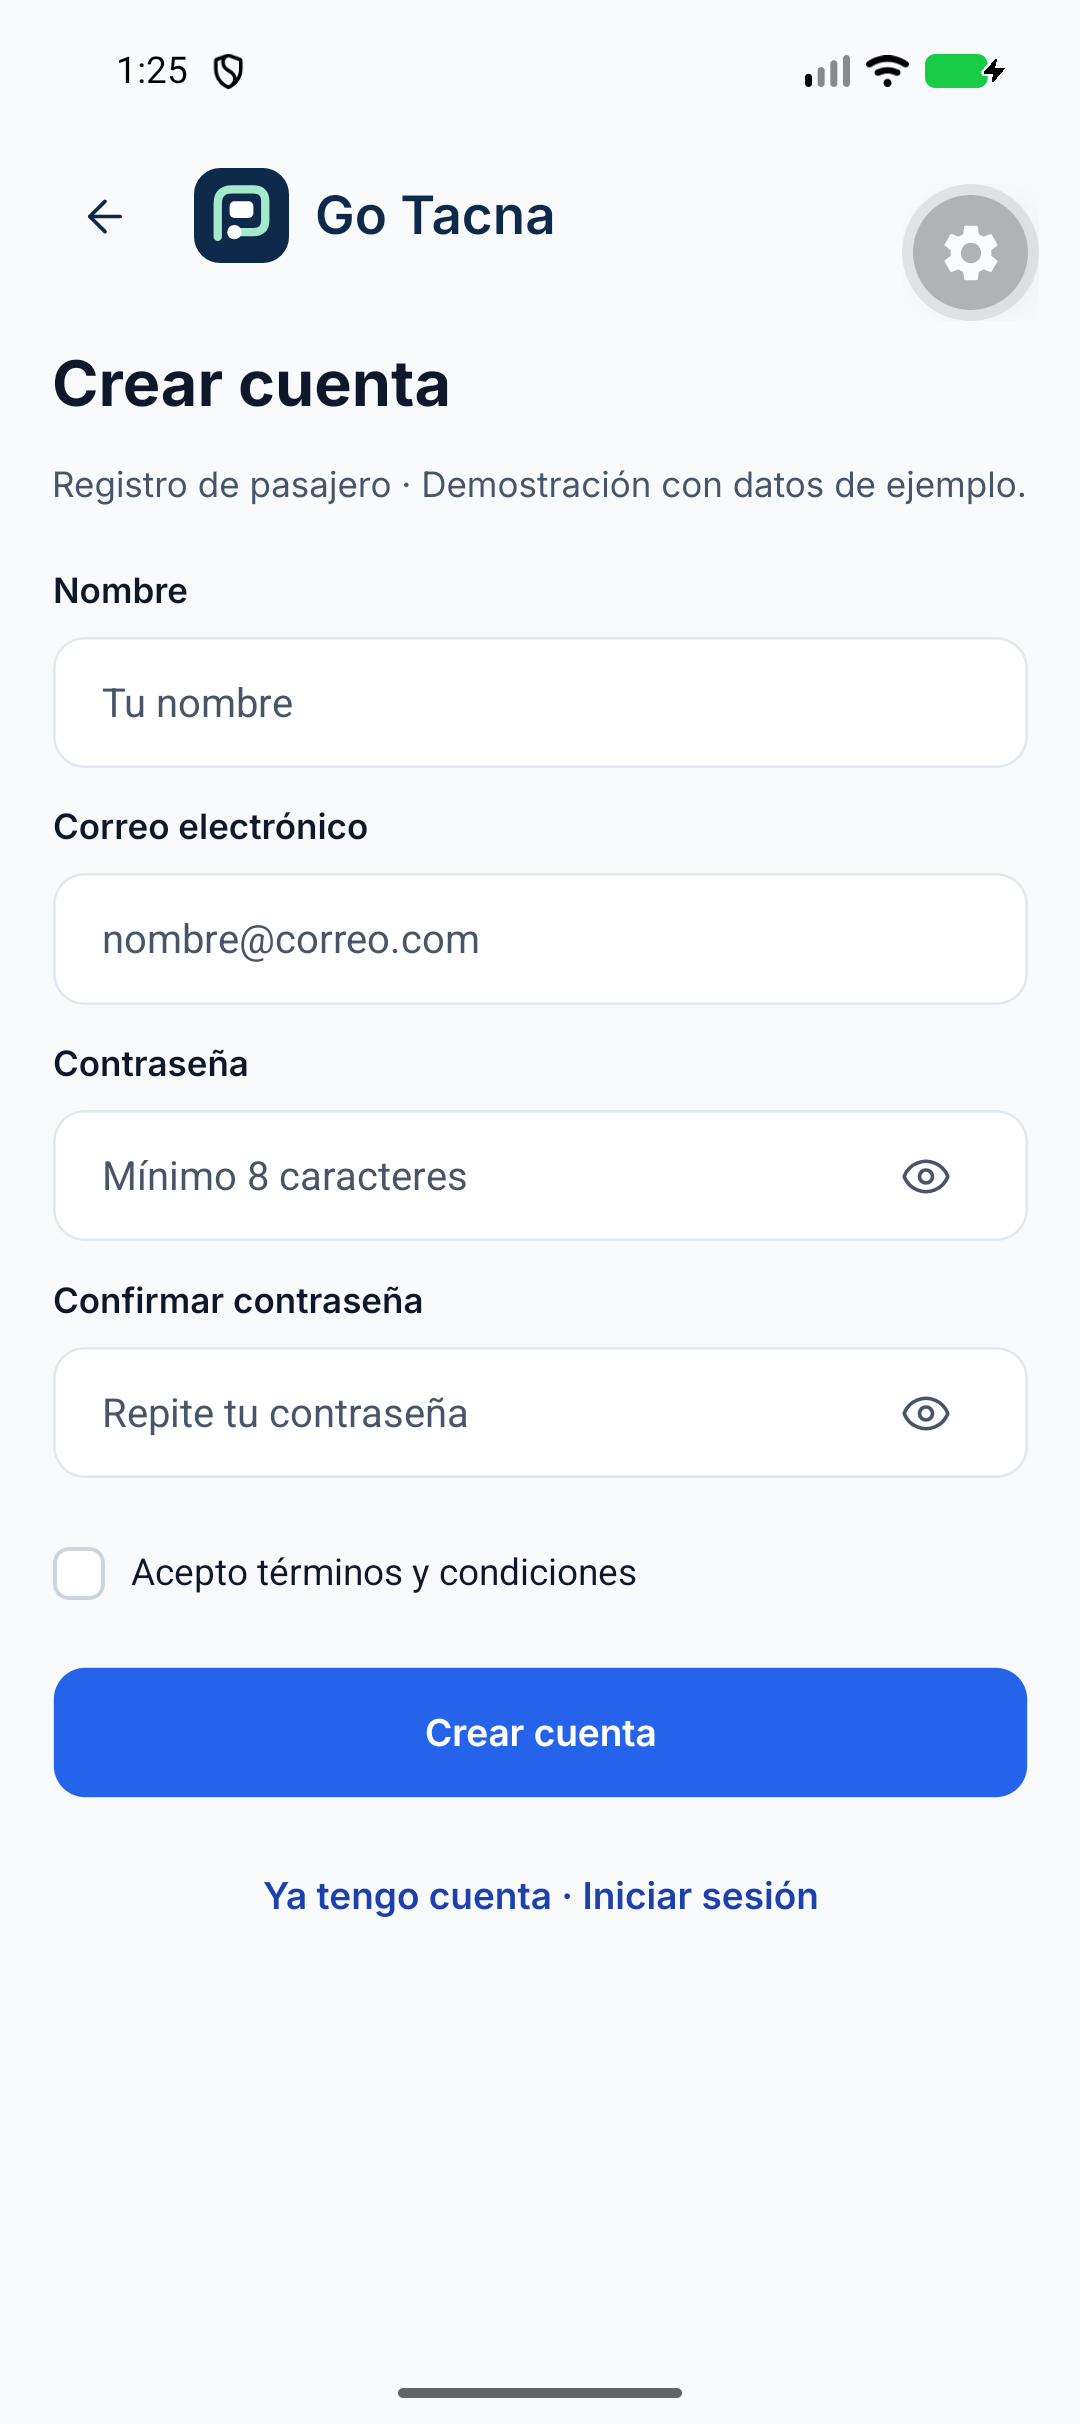 1:25
Go Tacna
Crear cuenta
Registro de pasajero · Demostración con datos de ejemplo.
Nombre
Tu nombre
Correo electrónico
nombre@correo.com
Contraseña
Mínimo 8 caracteres
Confirmar contraseña
Repite tu contraseña
Acepto términos y condiciones
Crear cuenta
Ya tengo cuenta · Iniciar sesión